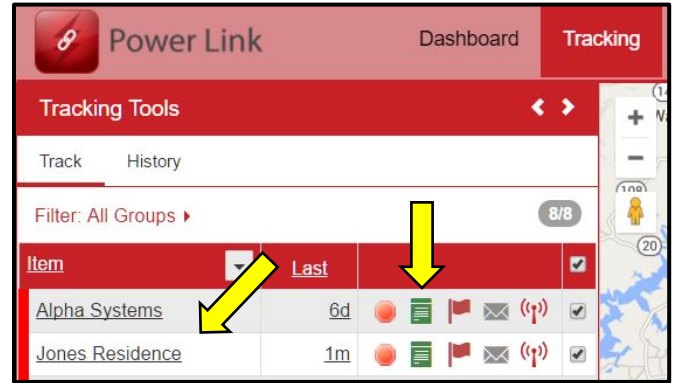 Power Link Dashboard Tracking
Tracking Tools
Track History
Filter: All Groups 8/8
Item Last
Alpha Systems 6d
Jones Residence 1m
108
20